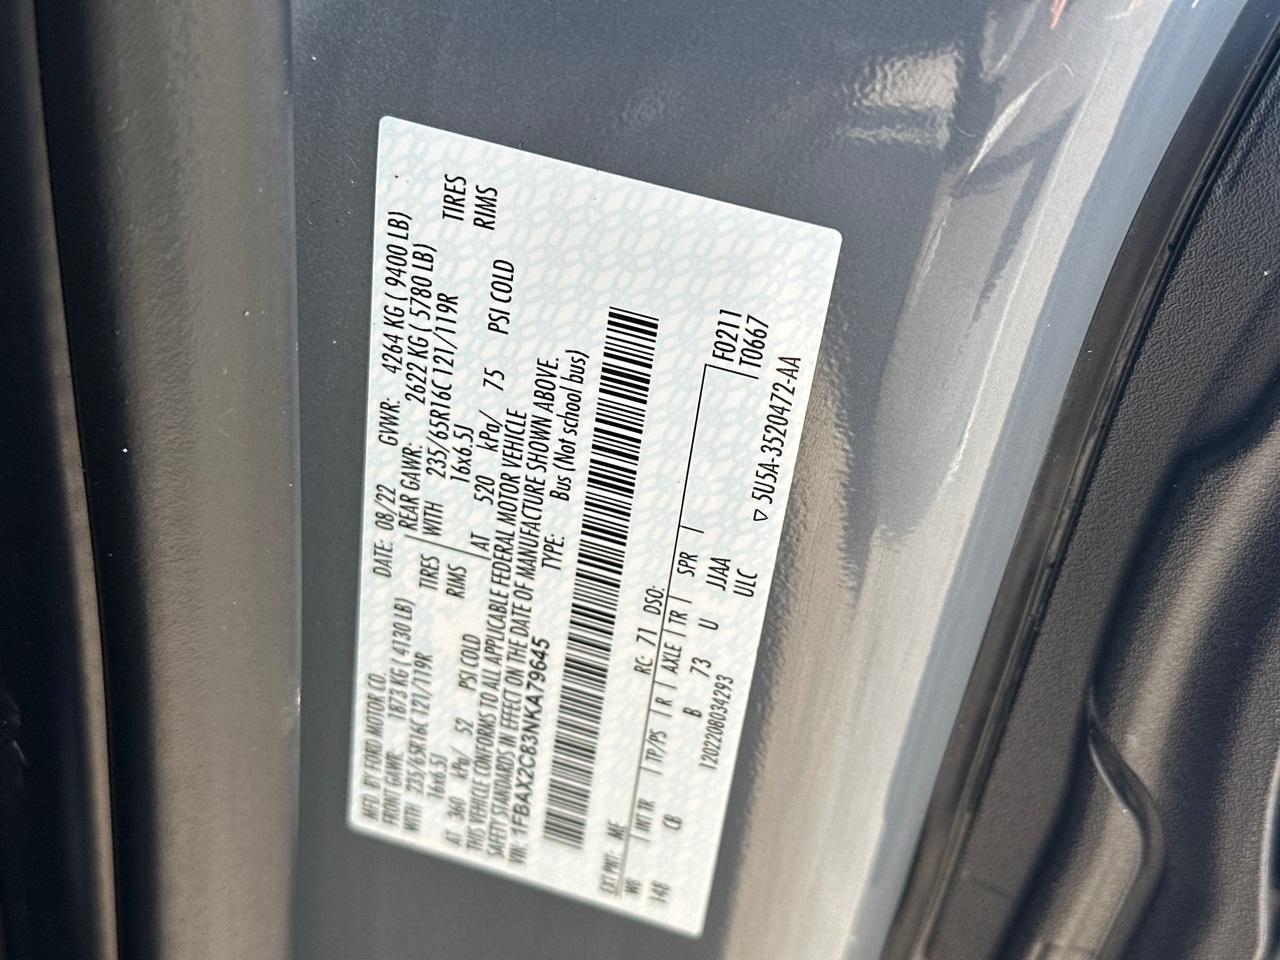 MFD. BY FORD MOTOR CO.
DATE: 08/22 GVWR: 4264 KG ( 9400 LB)
FRONT GAWR: 1873 KG ( 4130 LB)
REAR GAWR: 2622 KG ( 5780 LB)
WITH 235/65R16C 121/119R TIRES
WITH 235/65R16C 121/119R TIRES
16x6.5J RIMS
16x6.5J RIMS
AT 360 kPa/ 52 PSI COLD
AT 520 kPa/ 75 PSI COLD
THIS VEHICLE CONFORMS TO ALL APPLICABLE FEDERAL MOTOR VEHICLE
SAFETY STANDARDS IN EFFECT ON THE DATE OF MANUFACTURE SHOWN ABOVE.
VIN: 1FBAX2C83NKA79645 TYPE: Bus (Not school bus)
EXT PNT: ME RC: 71 DSO: F0211
WB INT TR TP/PS R AXLE TR SPR T0667
148 CB B 73 U JJAA
1202208034293 ULC
5U5A-3520472-AA